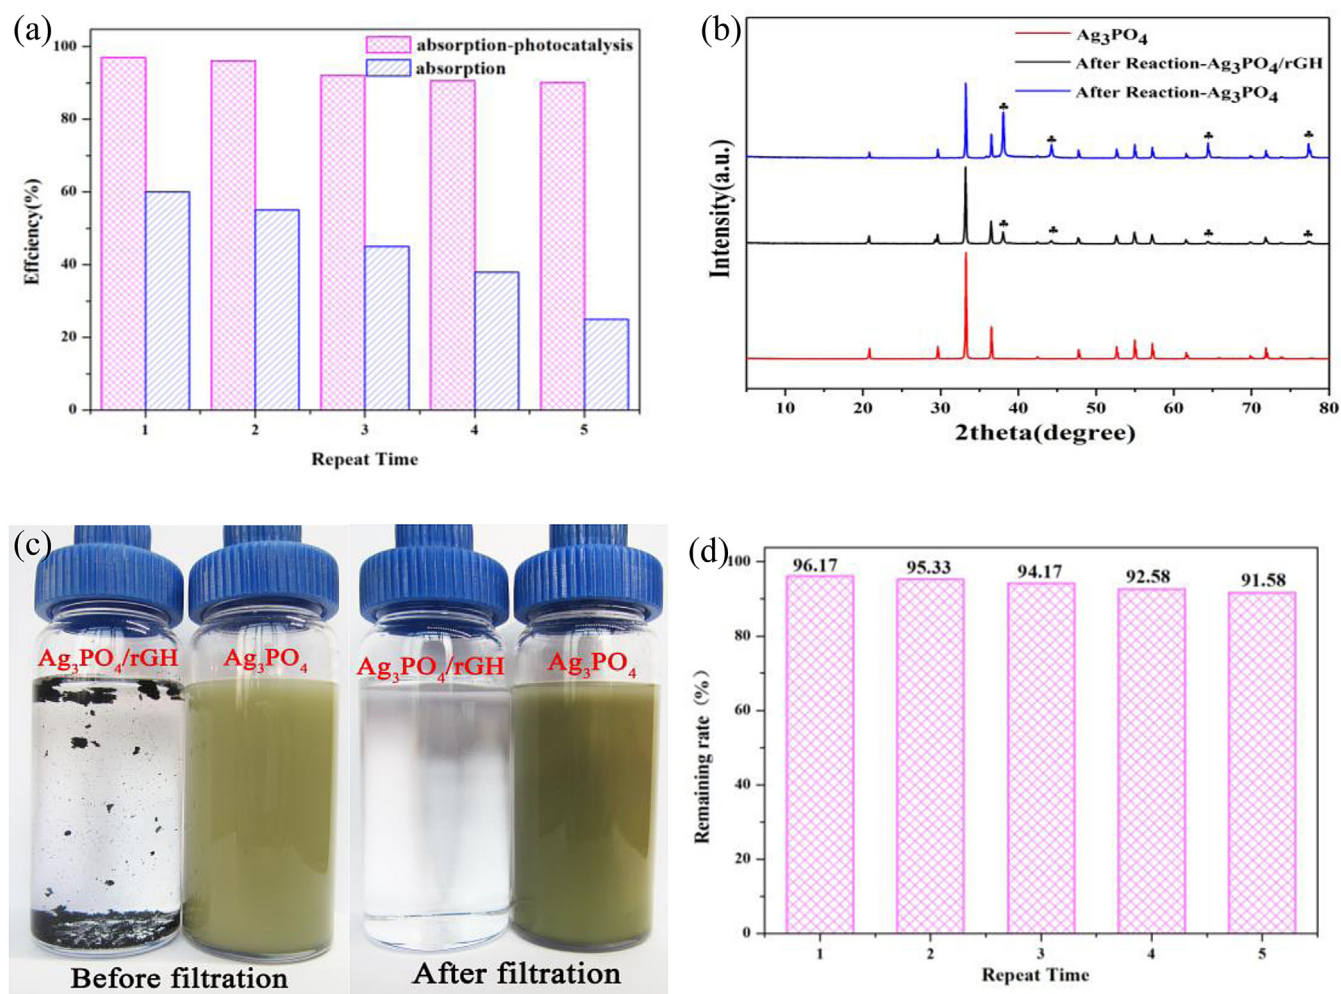 (a)
100
80
60
40
20
0
Effciency(%)
absorption-photocatalysis
absorption
1 2 3 4 5
Repeat Time
(b)
Ag₃PO₄
After Reaction-Ag₃PO₄/rGH
After Reaction-Ag₃PO₄
Intensity(a.u.)
10 20 30 40 50 60 70 80
2theta(degree)
(c)
Ag₃PO₄/rGH
Ag₃PO₄
Before filtration
Ag₃PO₄/rGH
Ag₃PO₄
After filtration
(d)
100
80
60
40
20
0
Remaining rate (%)
96.17 95.33 94.17 92.58 91.58
1 2 3 4 5
Repeat Time